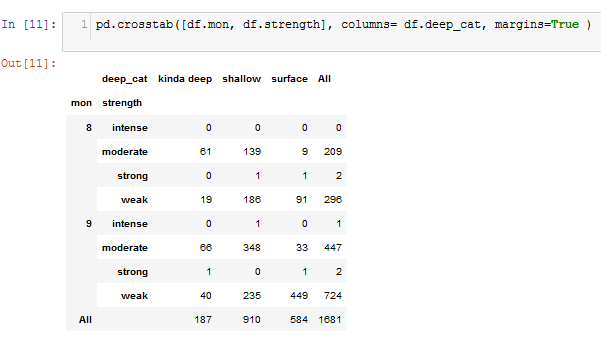 In [11]: 1 pd.crosstab([df.mon, df.strength], columns= df.deep_cat, margins=True )
Out[11]:
deep_cat kinda deep shallow surface All
mon strength
8 intense 0 0 0 0
moderate 61 139 9 209
strong 0 1 1 2
weak 19 186 91 296
9 intense 0 1 0 1
moderate 66 348 33 447
strong 1 0 1 2
weak 40 235 449 724
All 187 910 584 1681